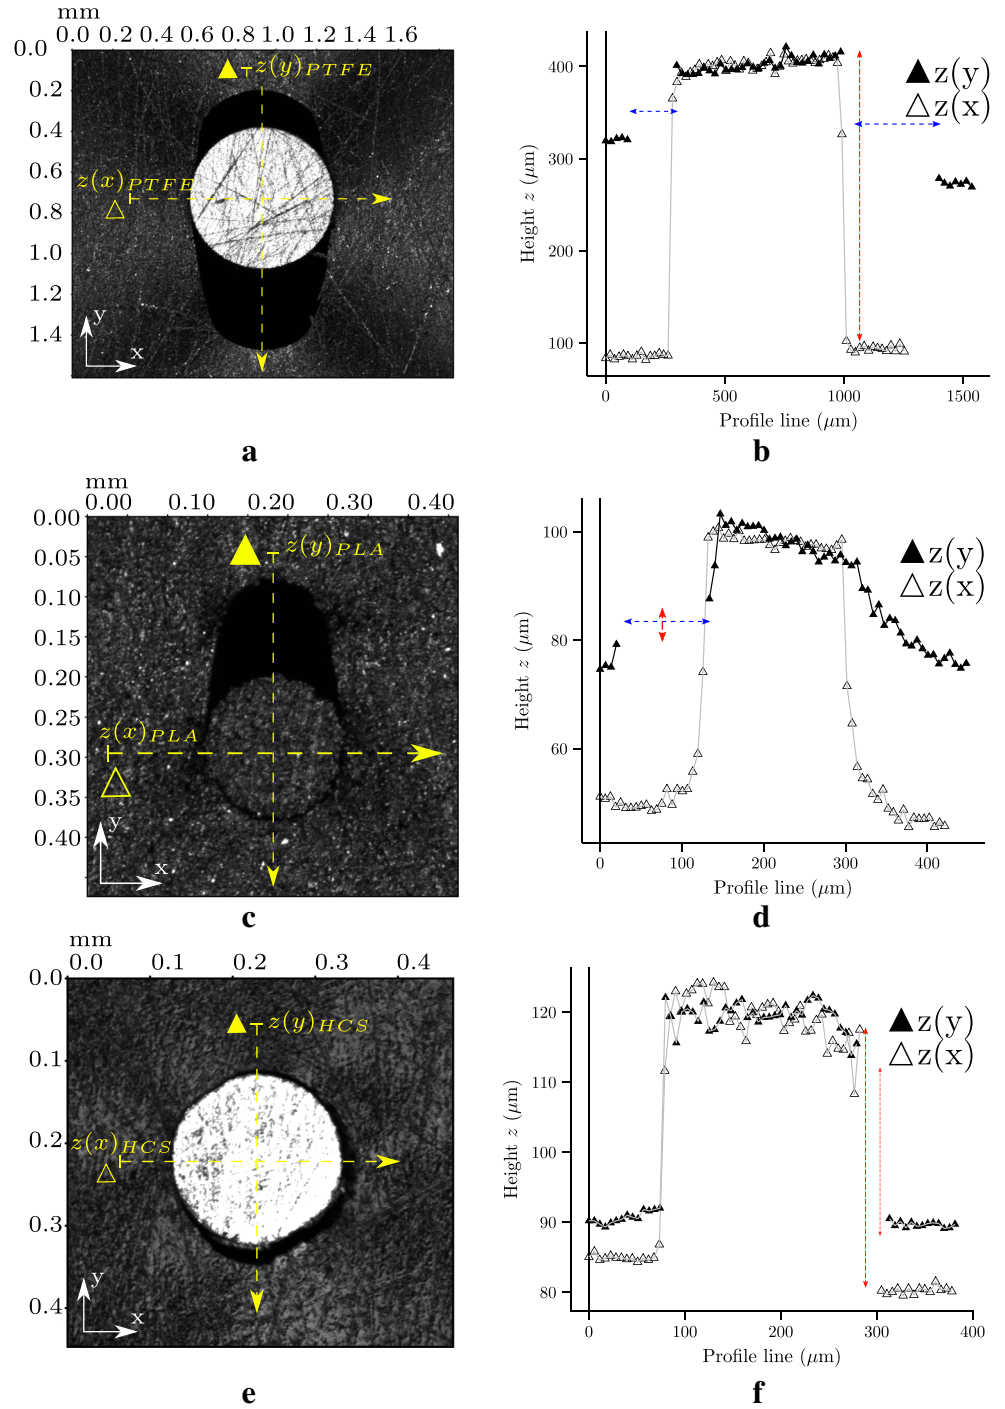 mm
0.0 0.2 0.4 0.6 0.8 1.0 1.2 1.4 1.6
0.0
0.2
0.4
0.6
0.8
1.0
1.2
1.4
z(y)PTFE
z(x)PTFE
y
x
a
400
300
200
100
0 500 1000 1500
Height z (μm)
Profile line (μm)
z(y)
z(x)
b
mm
0.00 0.10 0.20 0.30 0.40
0.00
0.05
0.10
0.15
0.20
0.25
0.30
0.35
0.40
z(y)PLA
z(x)PLA
y
x
c
100
80
60
0 100 200 300 400
Height z (μm)
Profile line (μm)
z(y)
z(x)
d
mm
0.0 0.1 0.2 0.3 0.4
0.0
0.1
0.2
0.3
0.4
z(y)HCS
z(x)HCS
y
x
e
120
110
100
90
80
0 100 200 300 400
Height z (μm)
Profile line (μm)
z(y)
z(x)
f